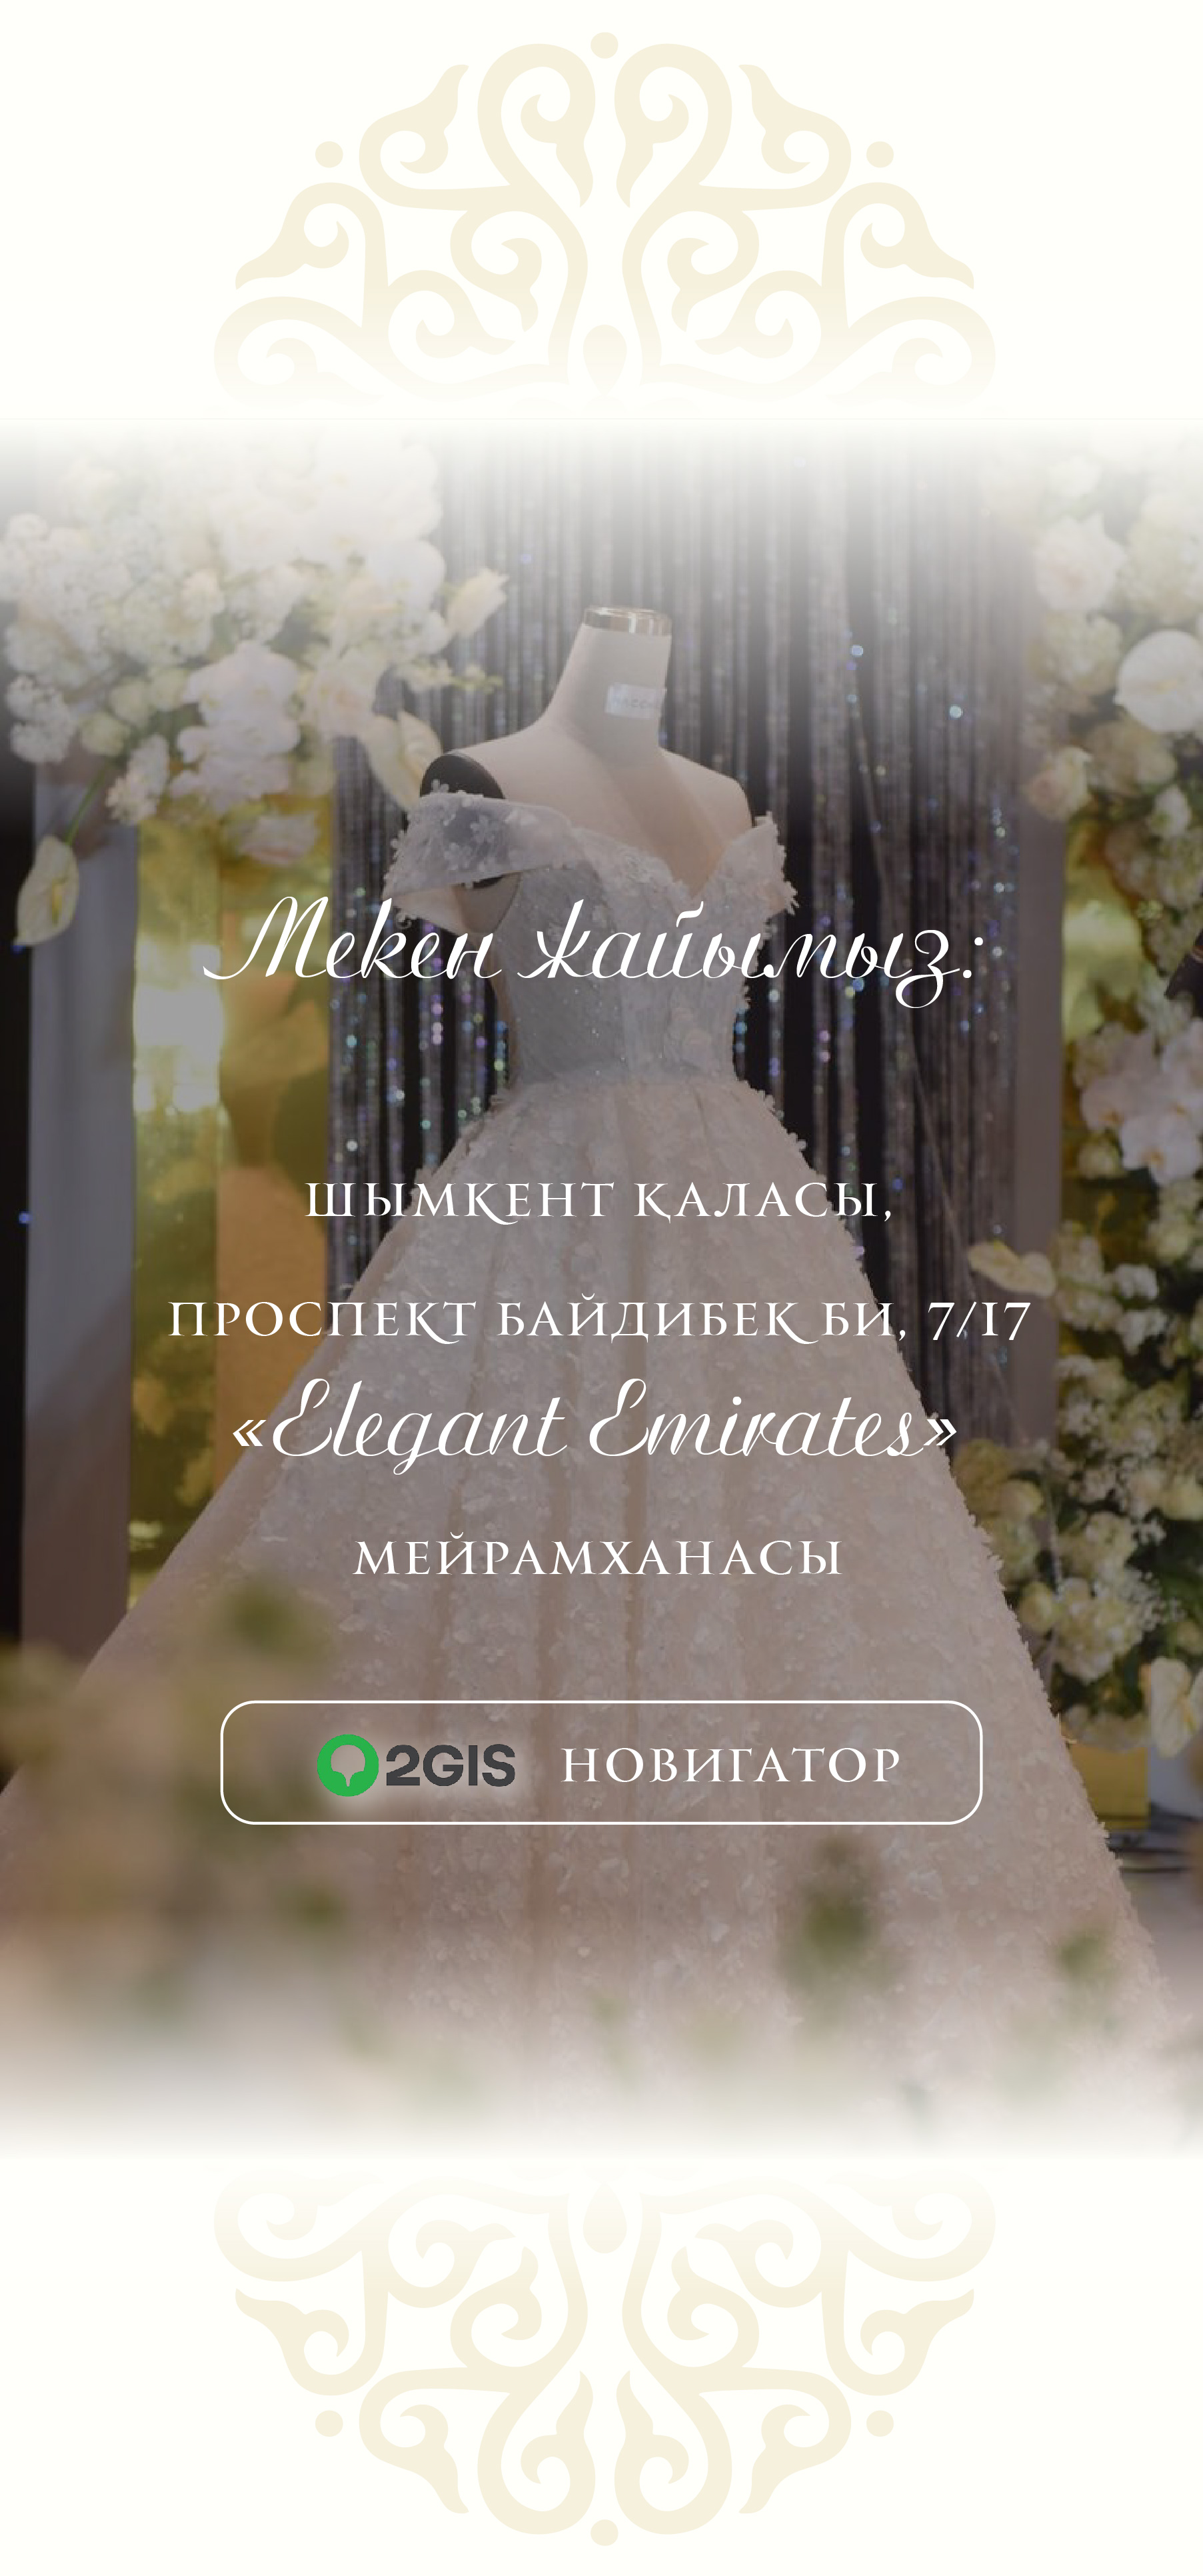 Мекен жайымыз:
ШЫМКЕНТ ҚАЛАСЫ,
ПРОСПЕКТ БАЙДИБЕК БИ, 7/17
«Elegant Emirates»
МЕЙРАМХАНАСЫ
2GIS НОВИГАТОР